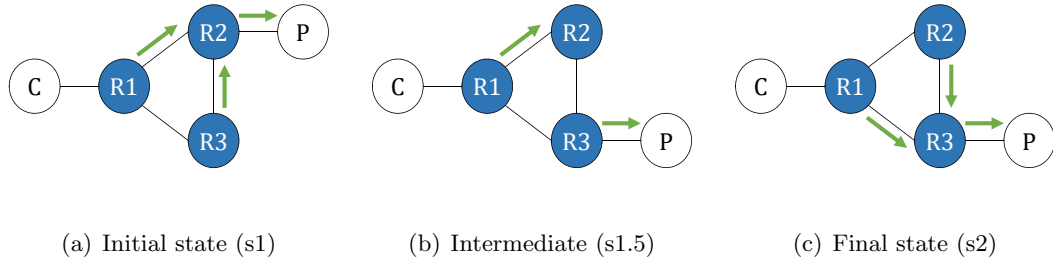 R2
P
C
R1
R3
R2
C
R1
R3
P
R2
C
R1
R3
P
(a) Initial state (s1)
(b) Intermediate (s1.5)
(c) Final state (s2)